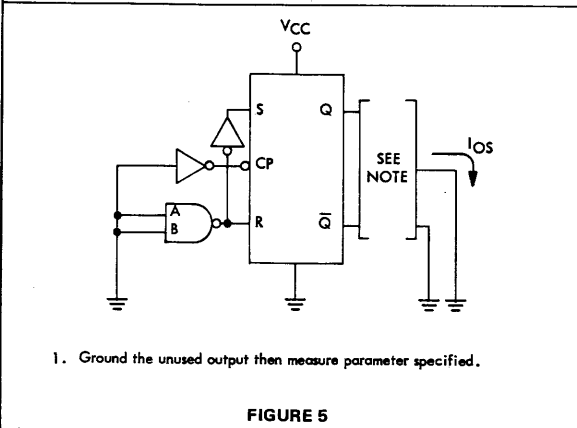 VCC
S
Q
CP
SEE
NOTE
IOS
A
B
R
Q̅
1. Ground the unused output then measure parameter specified.
FIGURE 5